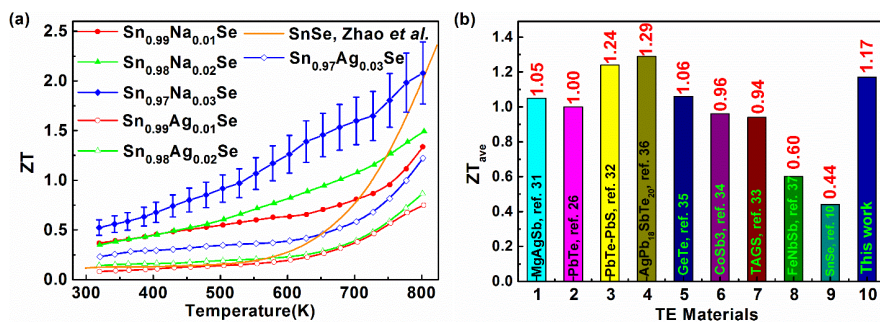 (a)
Sn0.99Na0.01Se
Sn0.98Na0.02Se
Sn0.97Na0.03Se
Sn0.99Ag0.01Se
Sn0.98Ag0.02Se
SnSe, Zhao et al.
Sn0.97Ag0.03Se
ZT
2.5
2.0
1.5
1.0
0.5
0.0
300 400 500 600 700 800
Temperature(K)
(b)
ZTave
1.4
1.2
1.0
0.8
0.6
0.4
0.2
0.0
1.05
1.00
1.24
1.29
1.06
0.96
0.94
0.60
0.44
1.17
MgAgSb, ref. 31
PbTe, ref. 26
PbTe-PbS, ref. 32
AgPb18SbTe20, ref. 36
GeTe, ref. 35
CoSb3, ref. 34
TAGS, ref. 33
FeNbSb, ref. 37
SnSe, ref. 10
This work
1 2 3 4 5 6 7 8 9 10
TE Materials